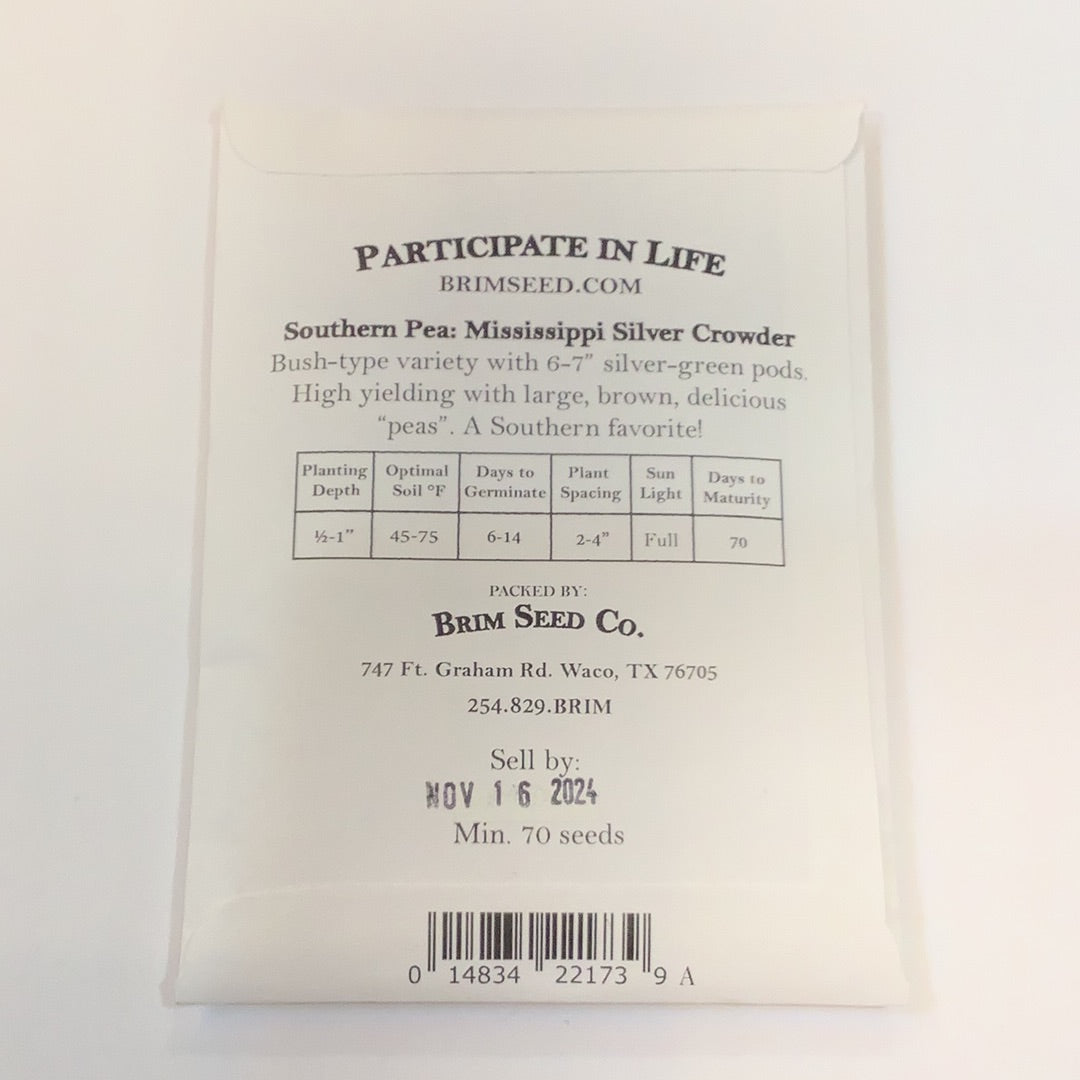 PARTICIPATE IN LIFE
BRIMSEED.COM
Southern Pea: Mississippi Silver Crowder
Bush-type variety with 6-7" silver-green pods.
High yielding with large, brown, delicious
"peas". A Southern favorite!
Planting Depth | Optimal Soil °F | Days to Germinate | Plant Spacing | Sun Light | Days to Maturity
½-1" | 45-75 | 6-14 | 2-4" | Full | 70
PACKED BY:
BRIM SEED CO.
747 Ft. Graham Rd. Waco, TX 76705
254.829.BRIM
Sell by:
NOV 16 2024
Min. 70 seeds
0 14834 22173 9 A